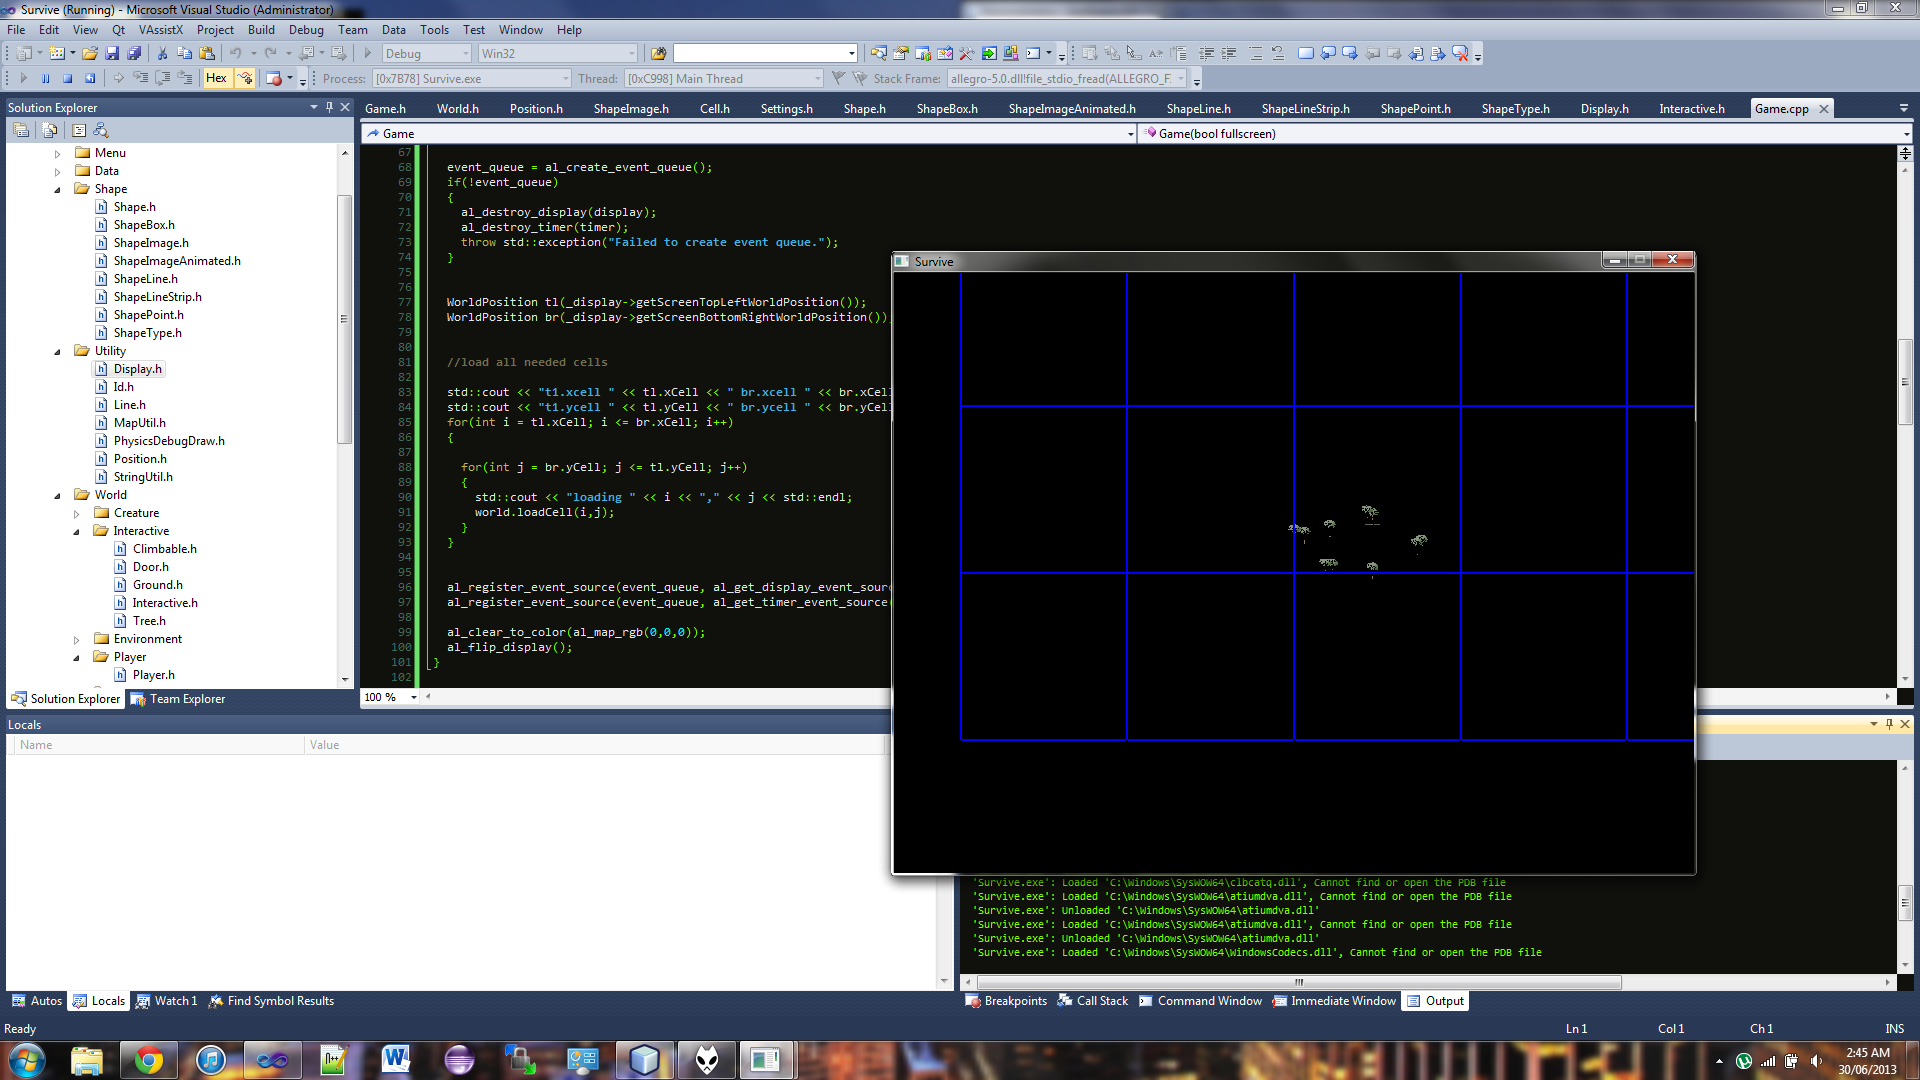 Survive (Running) - Microsoft Visual Studio (Administrator)
File Edit View Qt VAssistX Project Build Debug Team Data Tools Test Window Help
Debug Win32
Hex Process: [0x7B78] Survive.exe Thread: [0xC998] Main Thread Stack Frame: allegro-5.0.dll!file_stdio_fread(ALLEGRO_F
Solution Explorer
Game.h World.h Position.h ShapeImage.h Cell.h Settings.h Shape.h ShapeBox.h ShapeImageAnimated.h ShapeLine.h ShapeLineStrip.h ShapePoint.h ShapeType.h Display.h Interactive.h Game.cpp
Game Game(bool fullscreen)
Menu
Data
Shape
Shape.h
ShapeBox.h
ShapeImage.h
ShapeImageAnimated.h
ShapeLine.h
ShapeLineStrip.h
ShapePoint.h
ShapeType.h
Utility
Display.h
Id.h
Line.h
MapUtil.h
PhysicsDebugDraw.h
Position.h
StringUtil.h
World
Creature
Interactive
Climbable.h
Door.h
Ground.h
Interactive.h
Tree.h
Environment
Player
Player.h
Solution Explorer Team Explorer
67
68 event_queue = al_create_event_queue();
69 if(!event_queue)
70 {
71 al_destroy_display(display);
72 al_destroy_timer(timer);
73 throw std::exception("Failed to create event queue.");
74 }
75
76
77 WorldPosition tl(_display->getScreenTopLeftWorldPosition());
78 WorldPosition br(_display->getScreenBottomRightWorldPosition())
79
80
81 //load all needed cells
82
83 std::cout << "t1.xcell " << tl.xCell << " br.xcell " << br.xCel
84 std::cout << "t1.ycell " << tl.yCell << " br.ycell " << br.yCel
85 for(int i = tl.xCell; i <= br.xCell; i++)
86 {
87
88 for(int j = br.yCell; j <= tl.yCell; j++)
89 {
90 std::cout << "loading " << i << "," << j << std::endl;
91 world.loadCell(i,j);
92 }
93 }
94
95
96 al_register_event_source(event_queue, al_get_display_event_sour
97 al_register_event_source(event_queue, al_get_timer_event_source(
98
99 al_clear_to_color(al_map_rgb(0,0,0));
100 al_flip_display();
101 }
102
100 %
Survive
Locals
Name Value
'Survive.exe': Loaded 'C:\Windows\SysWOW64\clbcatq.dll', Cannot find or open the PDB file
'Survive.exe': Loaded 'C:\Windows\SysWOW64\atiumdva.dll', Cannot find or open the PDB file
'Survive.exe': Unloaded 'C:\Windows\SysWOW64\atiumdva.dll'
'Survive.exe': Loaded 'C:\Windows\SysWOW64\atiumdva.dll', Cannot find or open the PDB file
'Survive.exe': Unloaded 'C:\Windows\SysWOW64\atiumdva.dll'
'Survive.exe': Loaded 'C:\Windows\SysWOW64\WindowsCodecs.dll', Cannot find or open the PDB file
Autos Locals Watch 1 Find Symbol Results
Breakpoints Call Stack Command Window Immediate Window Output
Ready Ln 1 Col 1 Ch 1 INS
2:45 AM
30/06/2013